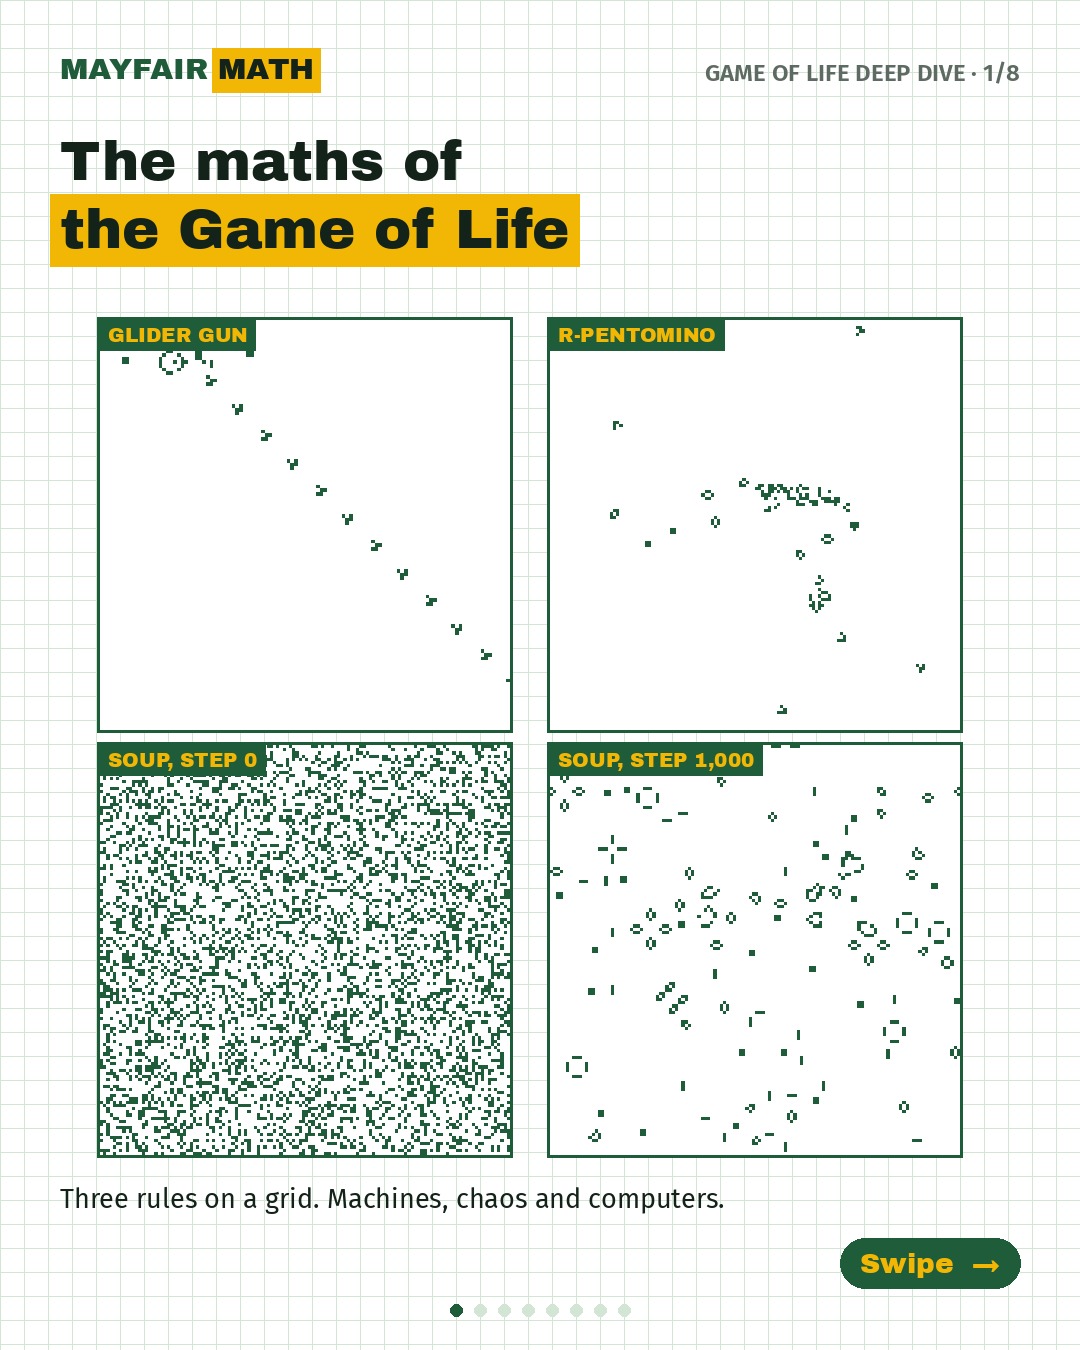 MAYFAIR MATH
GAME OF LIFE DEEP DIVE · 1/8
The maths of
the Game of Life
GLIDER GUN
R-PENTOMINO
SOUP, STEP 0
SOUP, STEP 1,000
Three rules on a grid. Machines, chaos and computers.
Swipe →